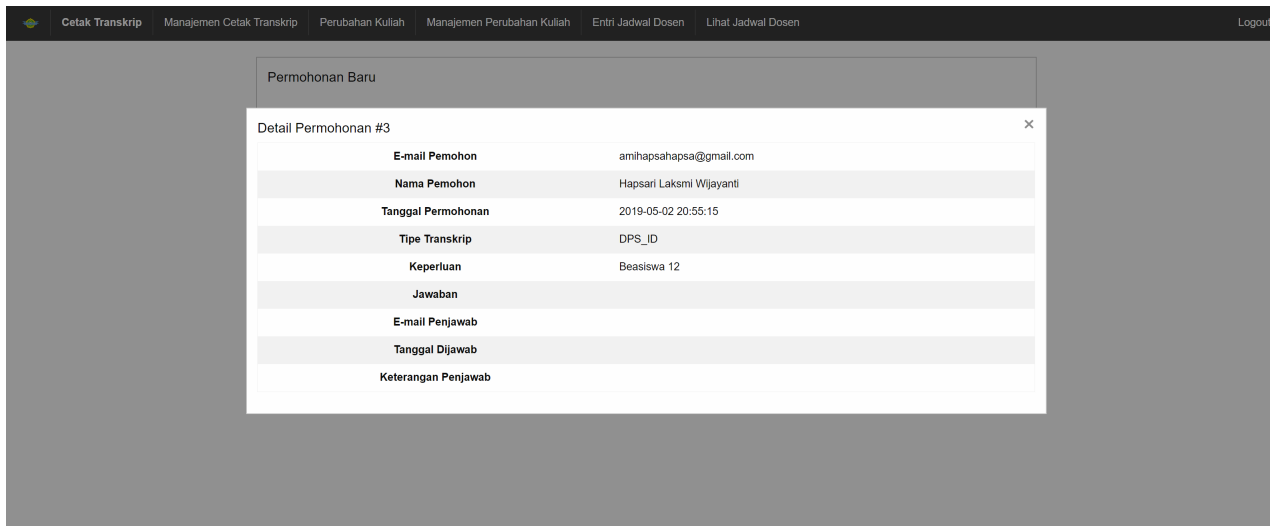 Cetak Transkrip Manajemen Cetak Transkrip Perubahan Kuliah Manajemen Perubahan Kuliah Entri Jadwal Dosen Lihat Jadwal Dosen Logout
Permohonan Baru
Detail Permohonan #3 ×
E-mail Pemohon amihapsahapsa@gmail.com
Nama Pemohon Hapsari Laksmi Wijayanti
Tanggal Permohonan 2019-05-02 20:55:15
Tipe Transkrip DPS_ID
Keperluan Beasiswa 12
Jawaban
E-mail Penjawab
Tanggal Dijawab
Keterangan Penjawab